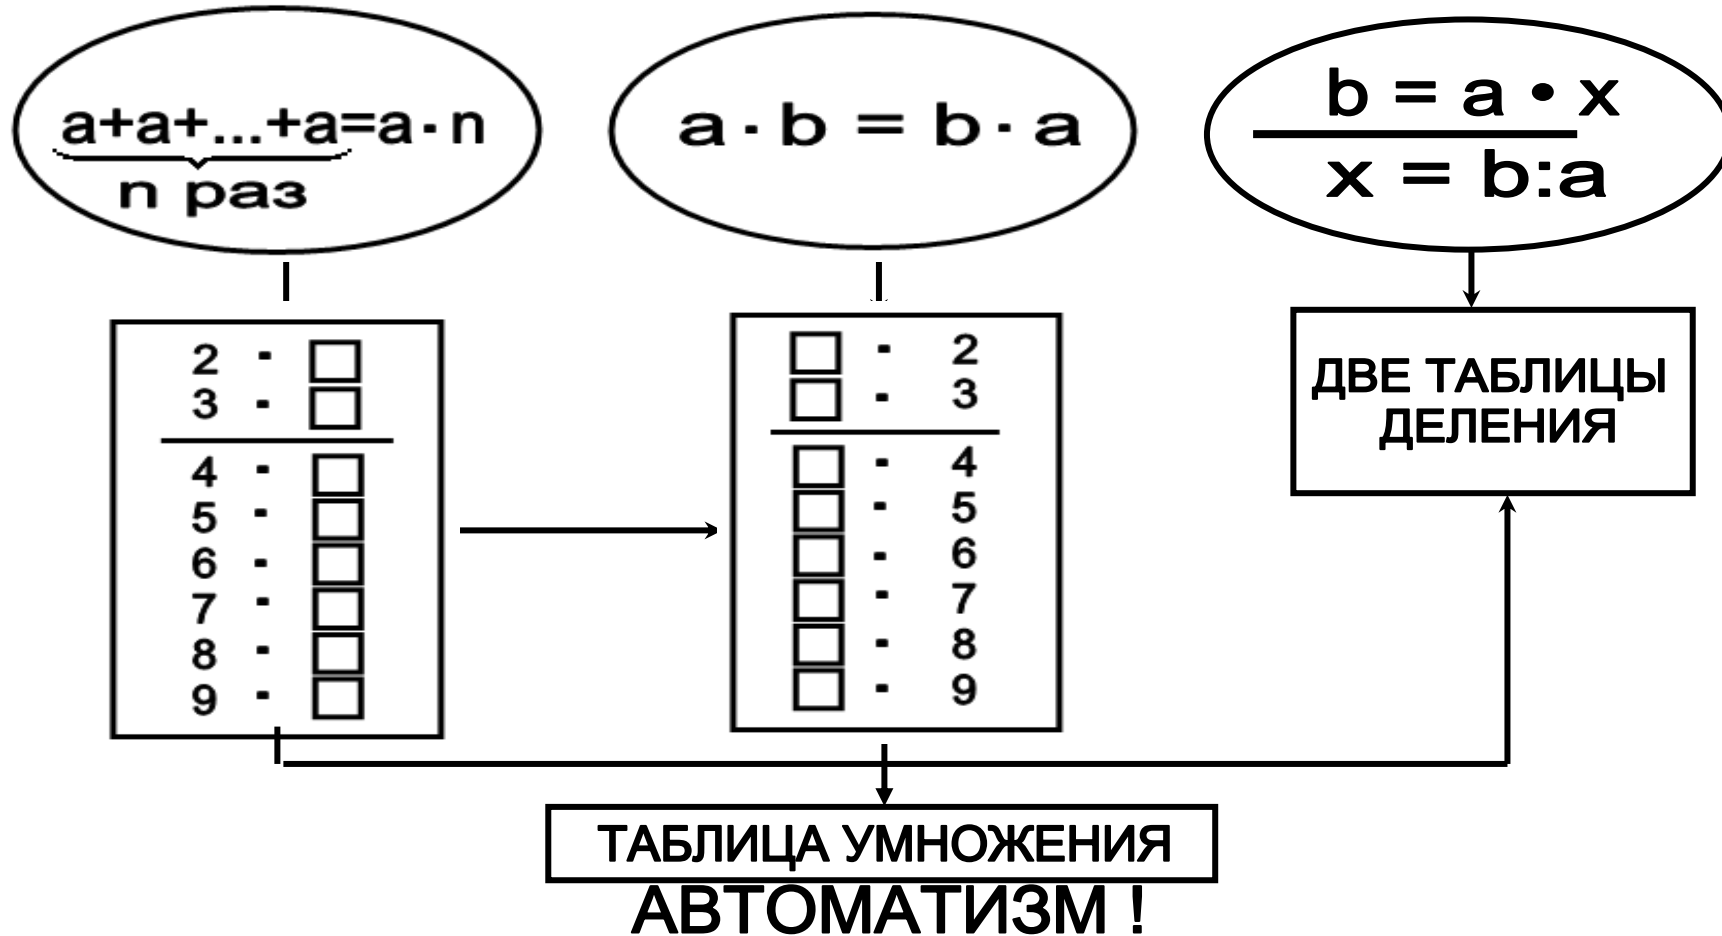 a+a+...+a=a·n
n раз
a · b = b · a
b = a • x
x = b:a
2 · □
3 · □
4 · □
5 · □
6 · □
7 · □
8 · □
9 · □
□ · 2
□ · 3
□ · 4
□ · 5
□ · 6
□ · 7
□ · 8
□ · 9
ДВЕ ТАБЛИЦЫ
ДЕЛЕНИЯ
ТАБЛИЦА УМНОЖЕНИЯ
АВТОМАТИЗМ !